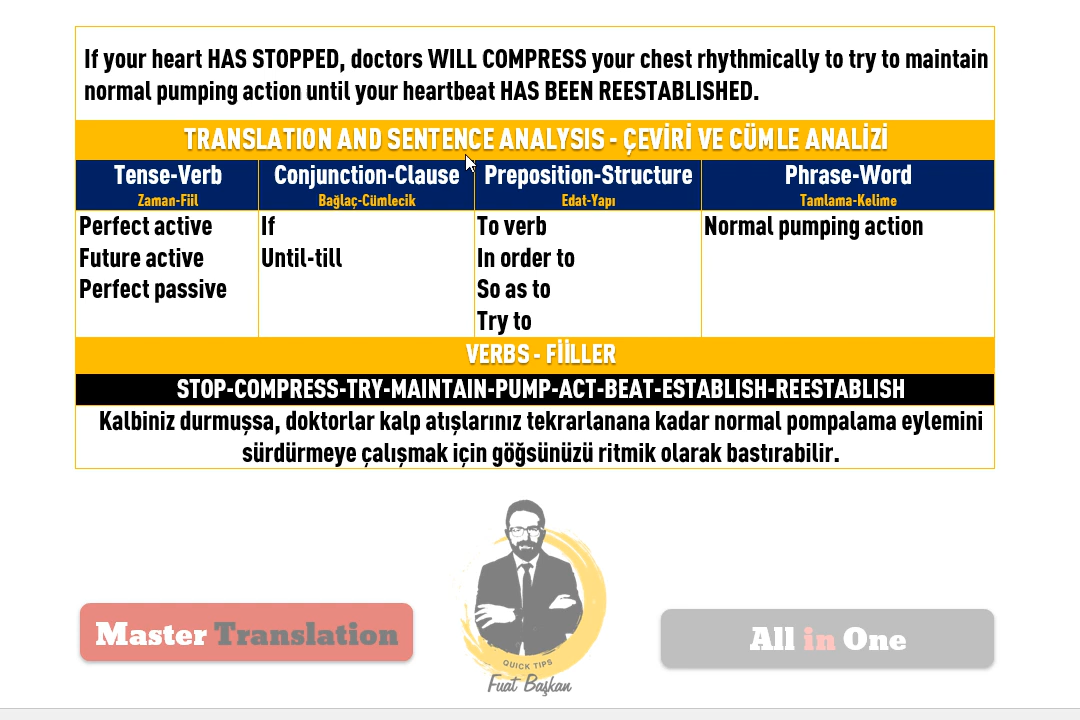 If your heart HAS STOPPED, doctors WILL COMPRESS your chest rhythmically to try to maintain
normal pumping action until your heartbeat HAS BEEN REESTABLISHED.
TRANSLATION AND SENTENCE ANALYSIS - ÇEVİRİ VE CÜMLE ANALİZİ
Tense-Verb Conjunction-Clause Preposition-Structure Phrase-Word
Zaman-Fiil Bağlaç-Cümlecik Edat-Yapı Tamlama-Kelime
Perfect active If To verb Normal pumping action
Future active Until-till In order to
Perfect passive So as to
Try to
VERBS - FİİLLER
STOP-COMPRESS-TRY-MAINTAIN-PUMP-ACT-BEAT-ESTABLISH-REESTABLISH
Kalbiniz durmuşsa, doktorlar kalp atışlarınız tekrarlanana kadar normal pompalama eylemini
sürdürmeye çalışmak için göğsünüzü ritmik olarak bastırabilir.
Master Translation
All in One
QUICK TIPS
Fuat Başkan